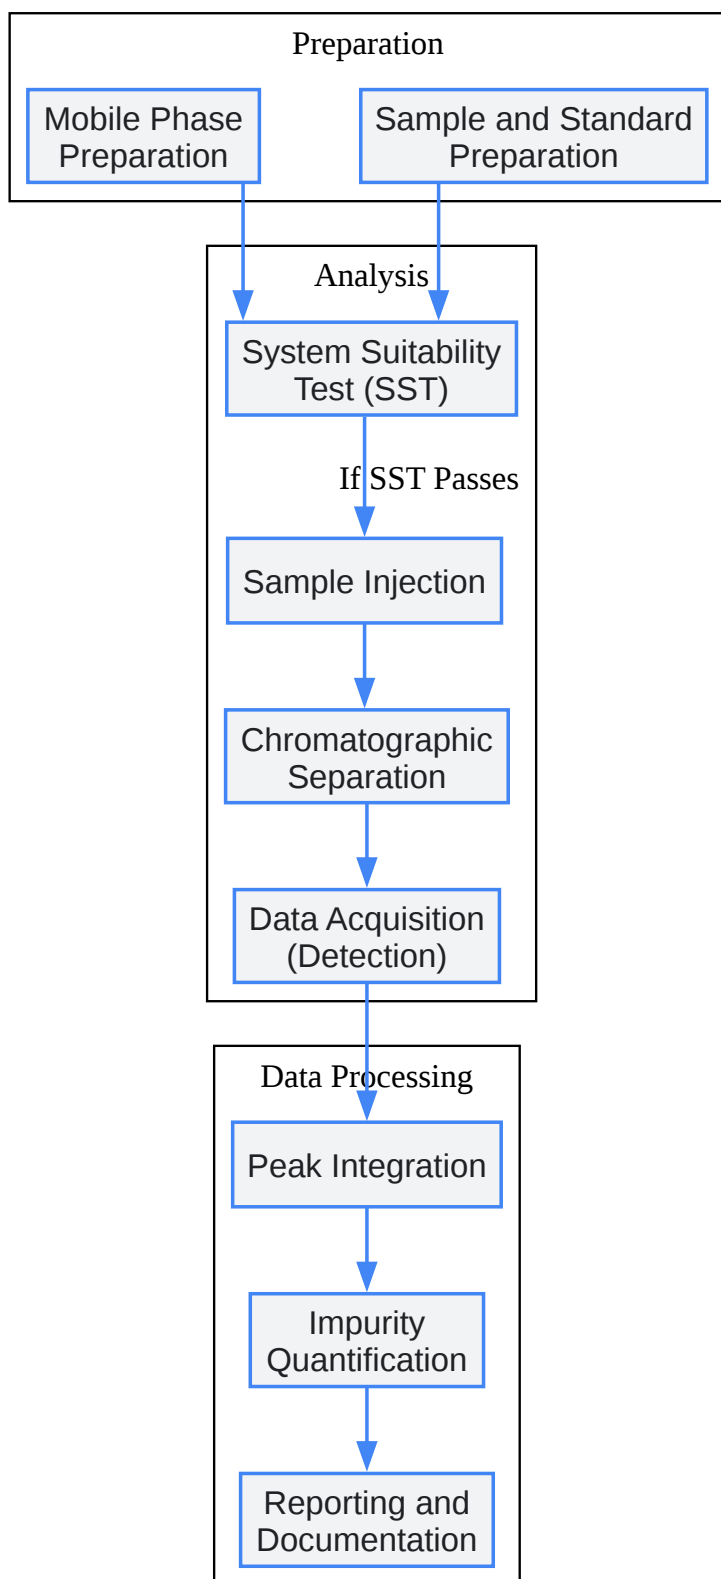 Preparation
Mobile Phase
Preparation
Sample and Standard
Preparation
Analysis
System Suitability
Test (SST)
If SST Passes
Sample Injection
Chromatographic
Separation
Data Acquisition
(Detection)
Data Processing
Peak Integration
Impurity
Quantification
Reporting and
Documentation